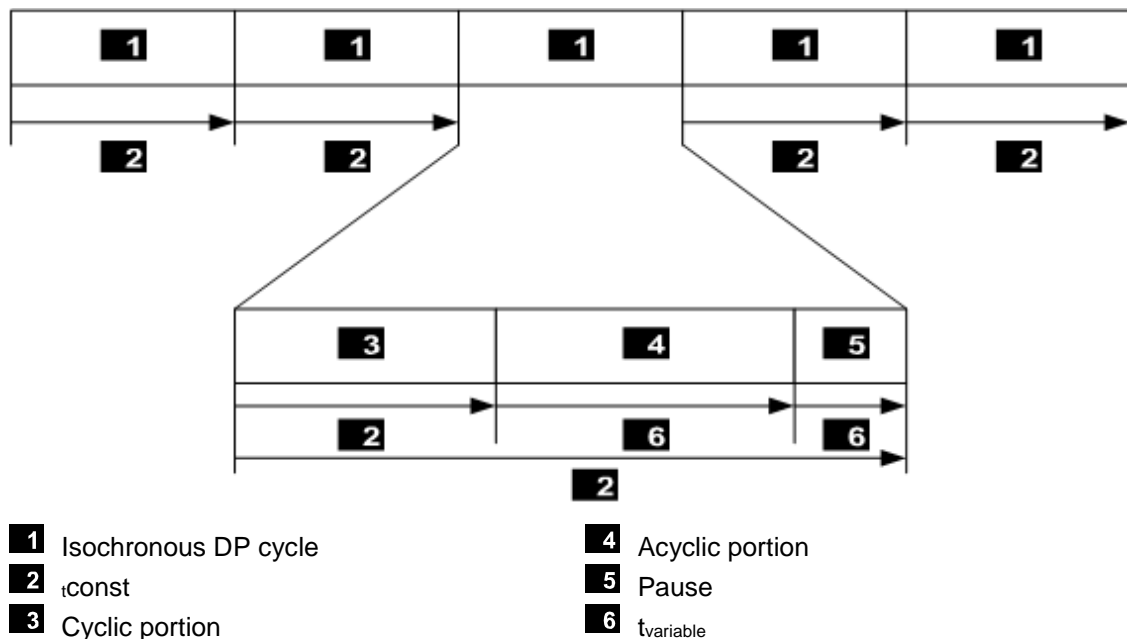 1 1 1 1 1
2 2 2 2
3 4 5
2 6 6
2
1 Isochronous DP cycle
2 tconst
3 Cyclic portion
4 Acyclic portion
5 Pause
6 tvariable